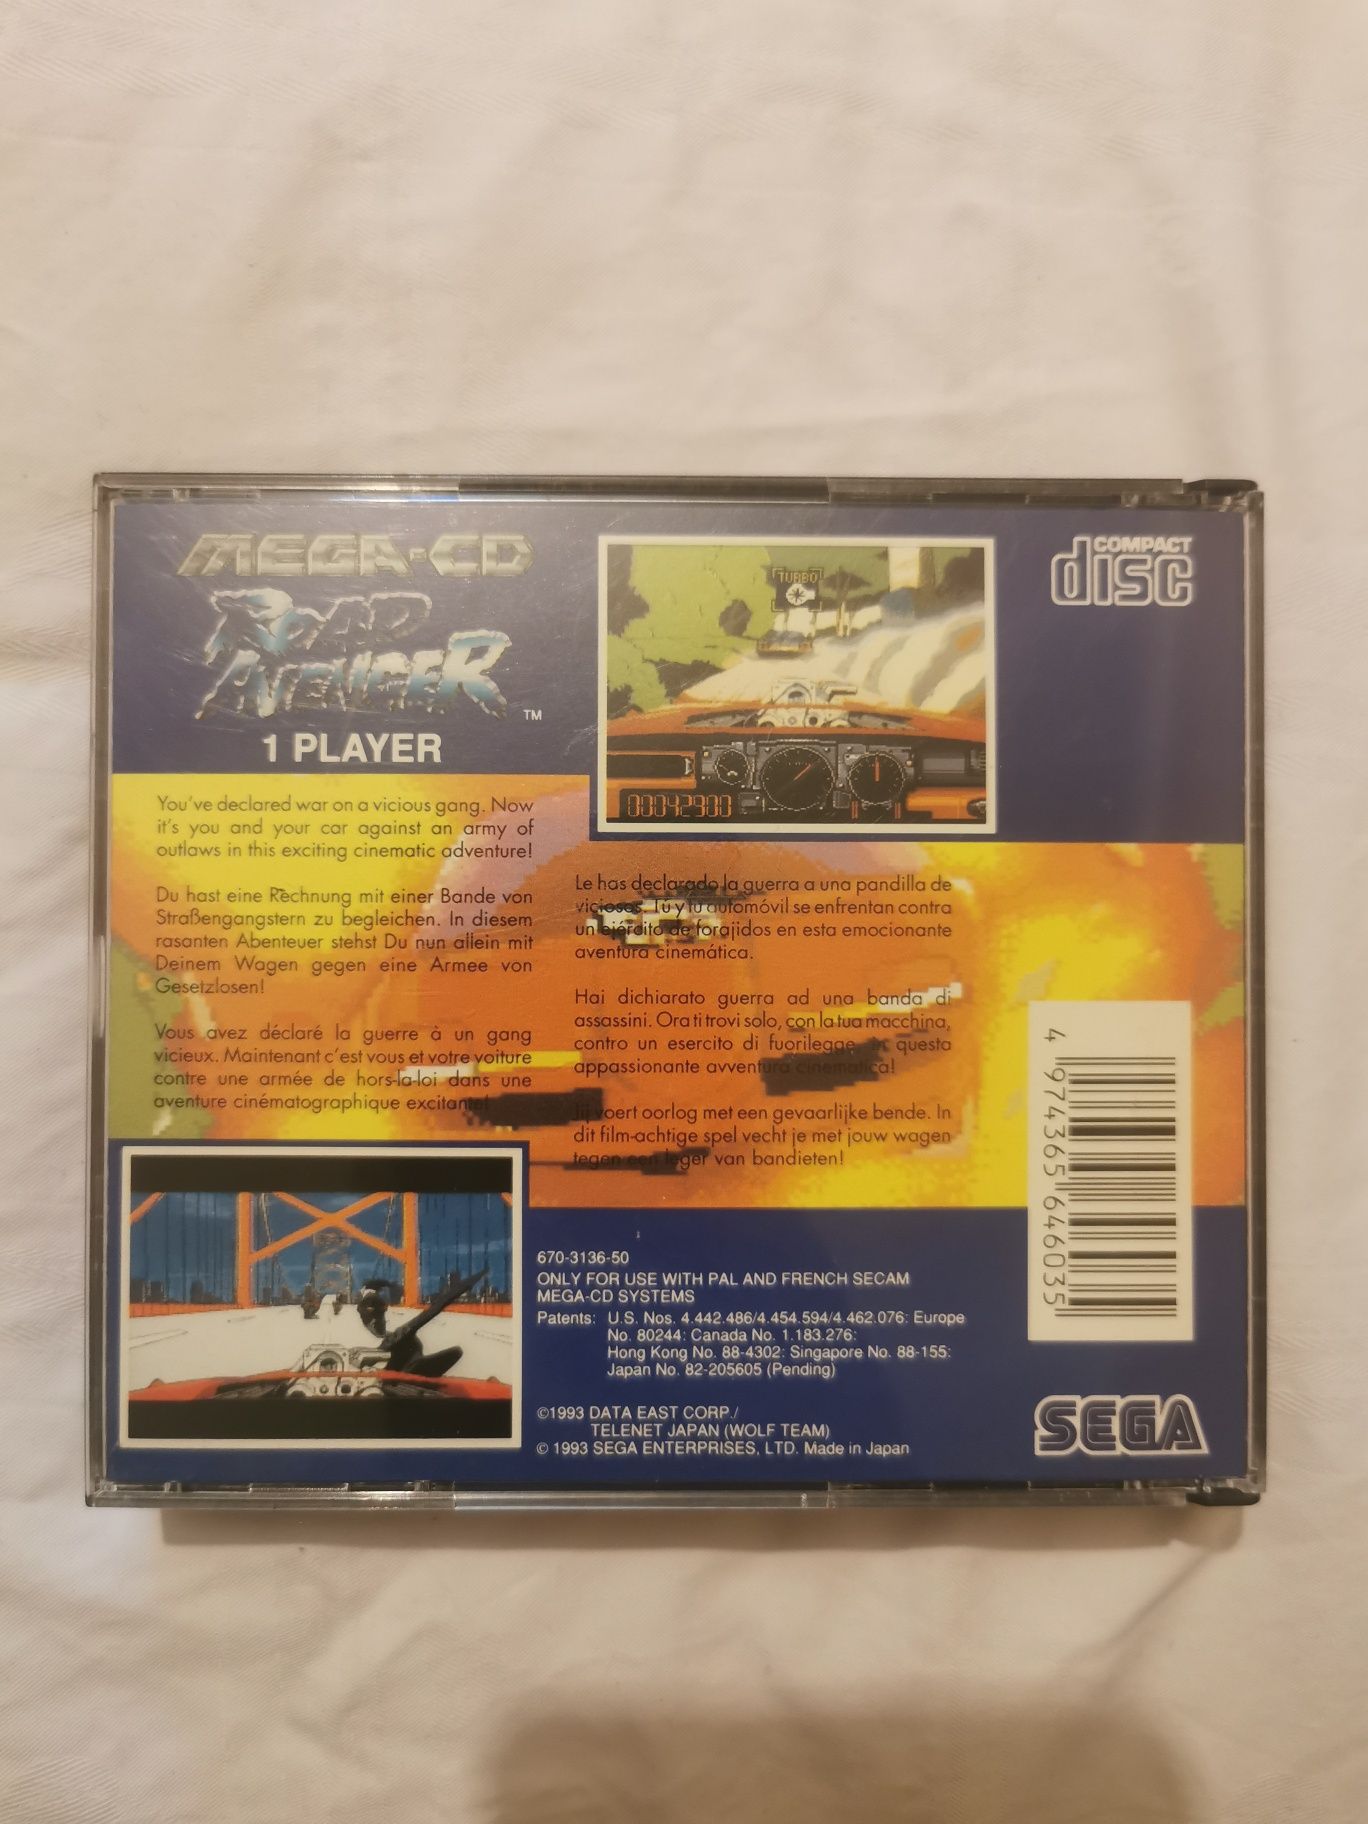 MEGA-CD
ROAD
AVENGER™
1 PLAYER
COMPACT
disc
TURBO
00042900
You've declared war on a vicious gang. Now
it's you and your car against an army of
outlaws in this exciting cinematic adventure!
Du hast eine Rechnung mit einer Bande von
Straßengangstern zu begleichen. In diesem
rasanten Abenteuer stehst Du nun allein mit
Deinem Wagen gegen eine Armee von
Gesetzlosen!
Vous avez déclaré la guerre à un gang
vicieux. Maintenant c'est vous et votre voiture
contre une armée de hors-la-loi dans une
aventure cinématographique excitante!
Le has declarado la guerra a una pandilla de
viciosos. Tú y tu automóvil se enfrentan contra
un ejército de forajidos en esta emocionante
aventura cinemática.
Hai dichiarato guerra ad una banda di
assassini. Ora ti trovi solo, con la tua macchina,
contro un esercito di fuorilegge in questa
appassionante avventura cinematica!
Jij voert oorlog met een gevaarlijke bende. In
dit film-achtige spel vecht je met jouw wagen
tegen een leger van bandieten!
4 974365 646035
670-3136-50
ONLY FOR USE WITH PAL AND FRENCH SECAM
MEGA-CD SYSTEMS
Patents: U.S. Nos. 4.442.486/4.454.594/4.462.076: Europe
No. 80244: Canada No. 1.183.276:
Hong Kong No. 88-4302: Singapore No. 88-155:
Japan No. 82-205605 (Pending)
©1993 DATA EAST CORP./
TELENET JAPAN (WOLF TEAM)
© 1993 SEGA ENTERPRISES, LTD. Made in Japan
SEGA